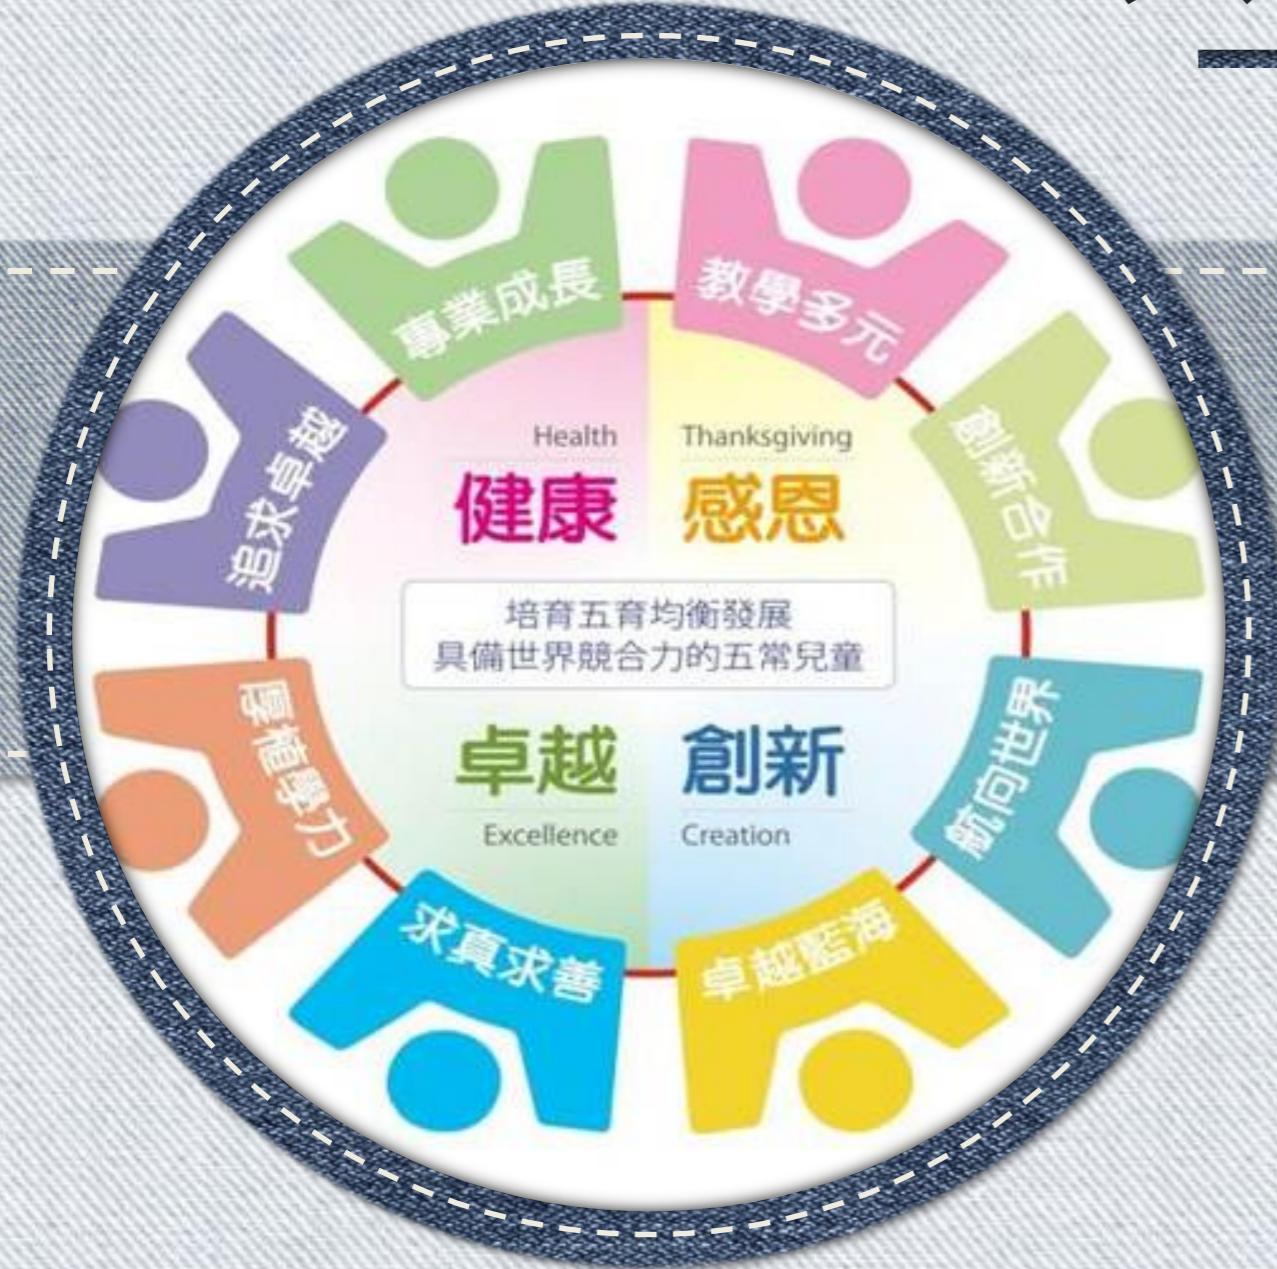 專業成長
教學多元
創新合作
航向世界
卓越藍海
求真求善
厚植學力
追求卓越
Health
健康
Thanksgiving
感恩
培育五育均衡發展
具備世界競合力的五常兒童
卓越
Excellence
創新
Creation